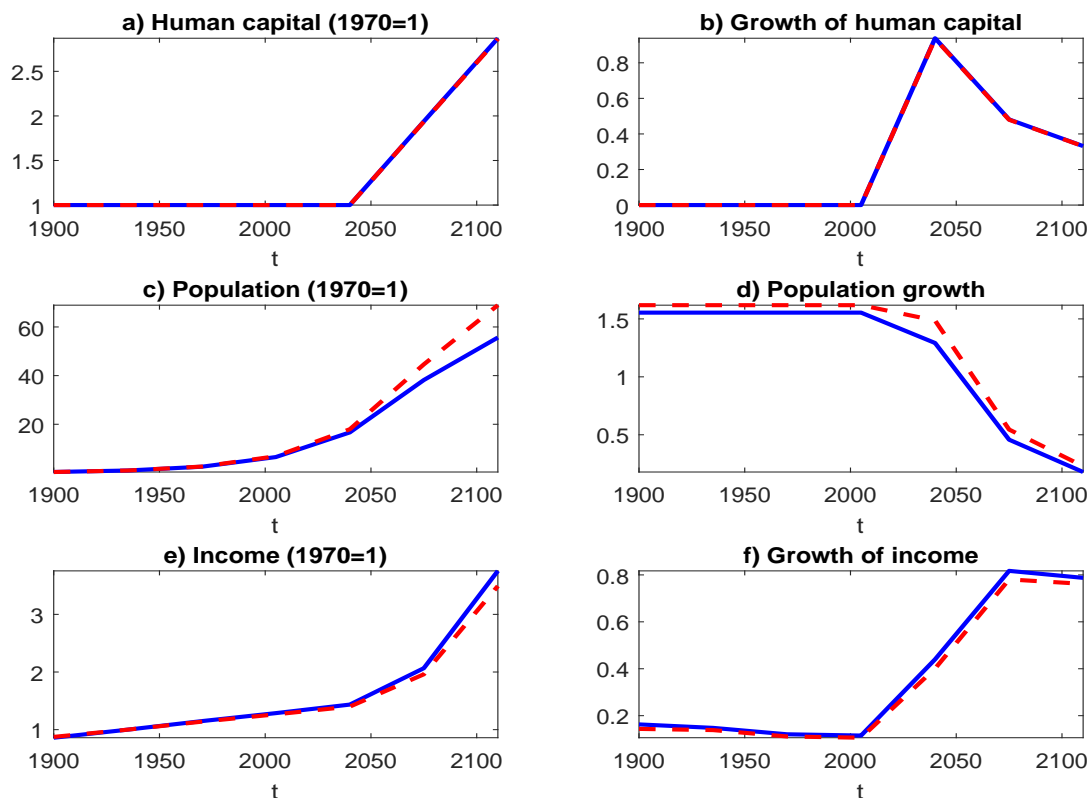 a) Human capital (1970=1)
2.5
2
1.5
1
1900 1950 2000 2050 2100
t
b) Growth of human capital
0.8
0.6
0.4
0.2
0
1900 1950 2000 2050 2100
t
c) Population (1970=1)
60
40
20
1900 1950 2000 2050 2100
t
d) Population growth
1.5
1
0.5
1900 1950 2000 2050 2100
t
e) Income (1970=1)
3
2
1
1900 1950 2000 2050 2100
t
f) Growth of income
0.8
0.6
0.4
0.2
1900 1950 2000 2050 2100
t